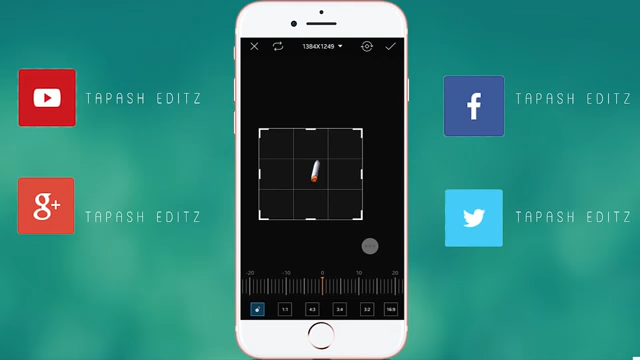 1384X1249
TAPASH EDITZ
TAPASH EDITZ
g+
TAPASH EDITZ
f
TAPASH EDITZ
-20 -10 0 10 20
1:1 4:3 3:4 3:2 16:9